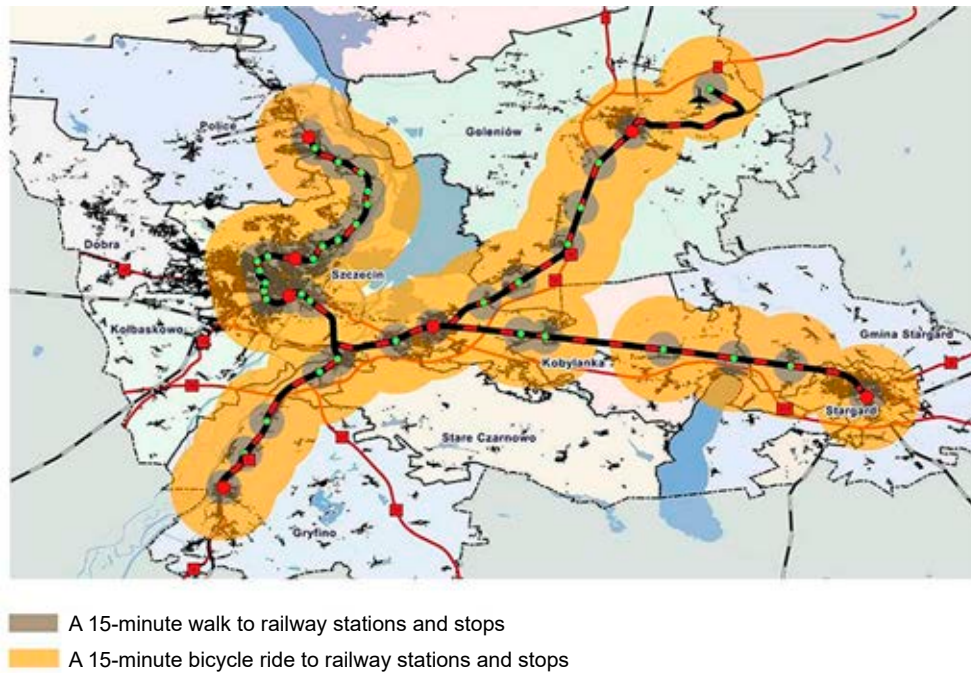 Police
Goleniów
Dobra
Szczecin
Kołbaskowo
Gmina Stargard
Kobylanka
Stargard
Stare Czarnowo
Gryfino
A 15-minute walk to railway stations and stops
A 15-minute bicycle ride to railway stations and stops